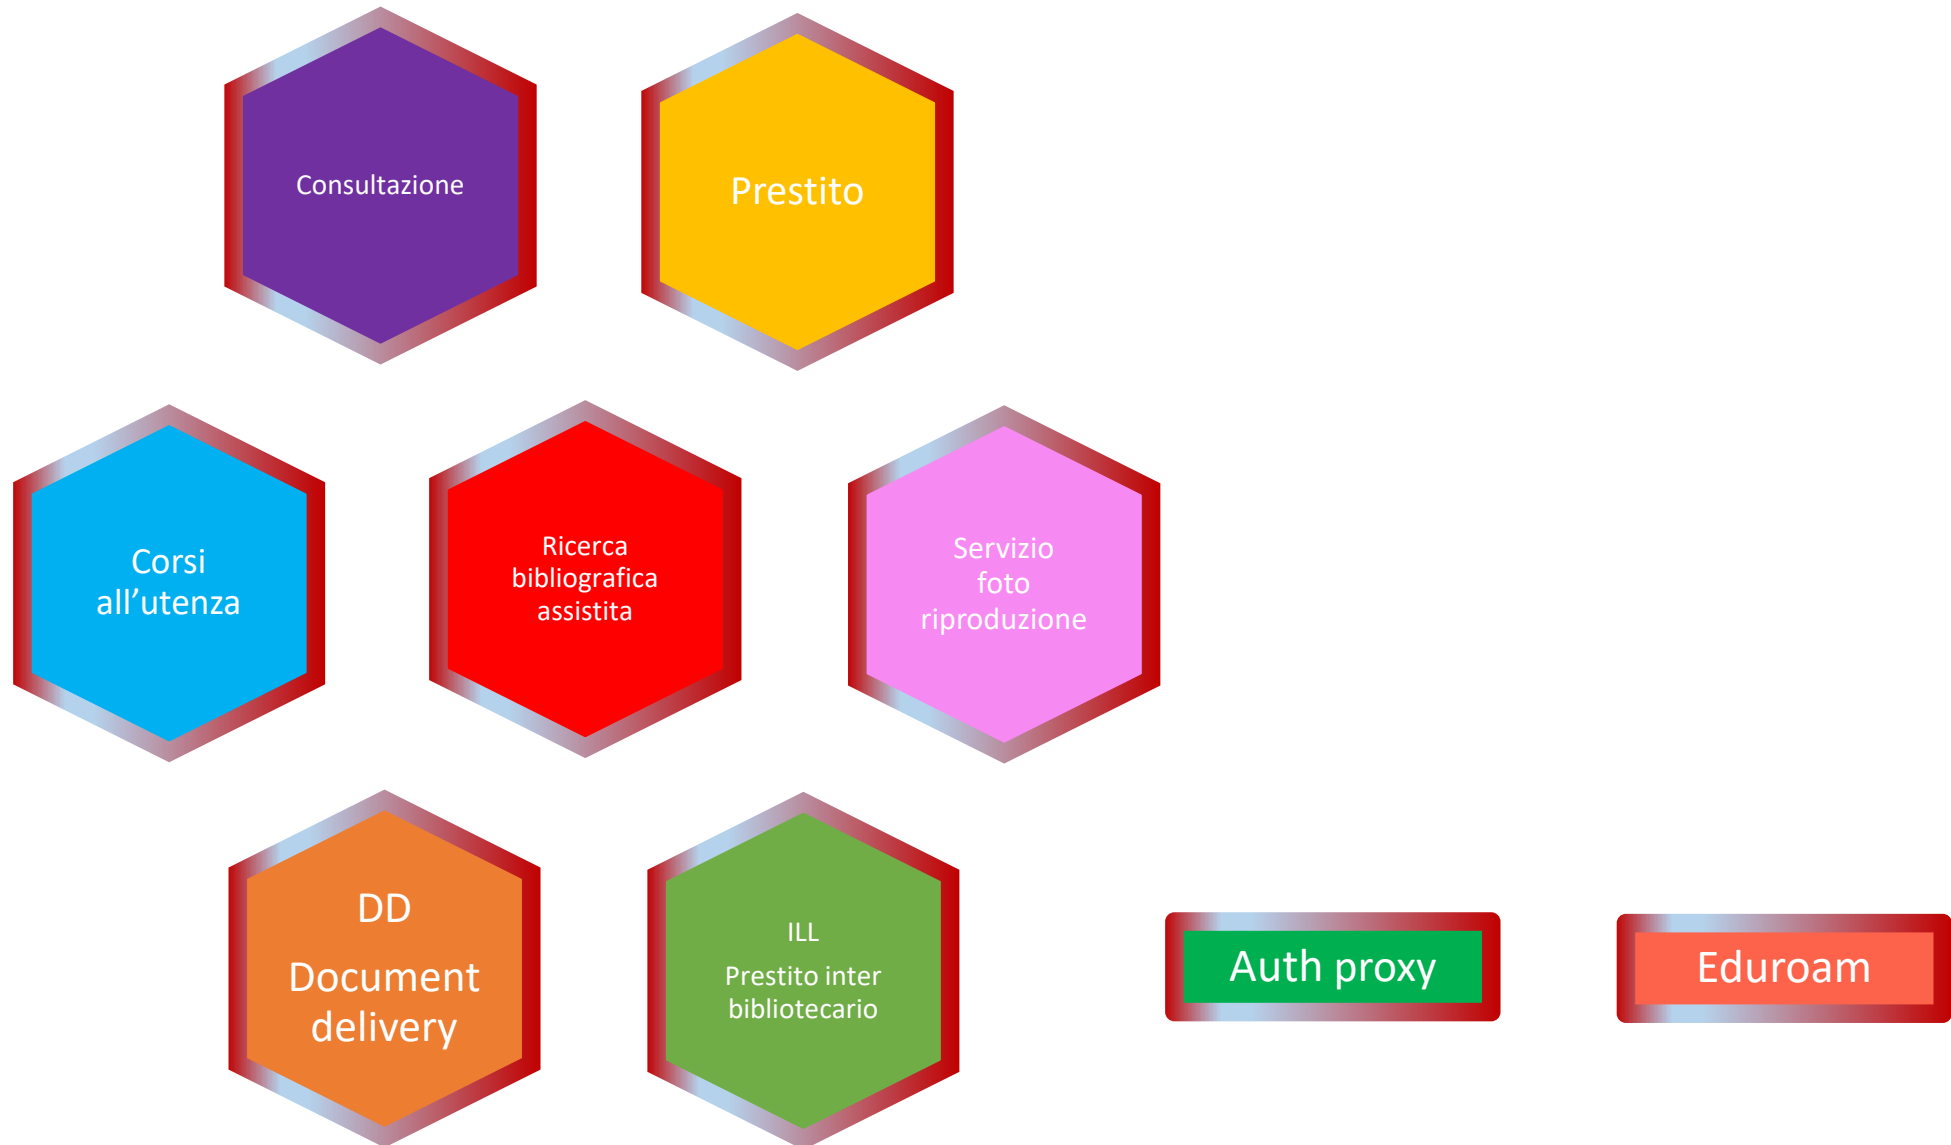 Consultazione
Prestito
Corsi
all’utenza
Ricerca
bibliografica
assistita
Servizio
foto
riproduzione
DD
Document
delivery
ILL
Prestito inter
bibliotecario
Auth proxy
Eduroam